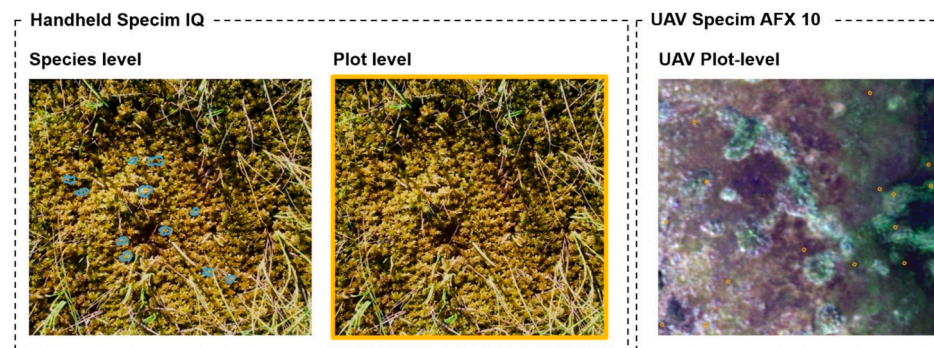 Handheld Specim IQ
UAV Specim AFX 10
Species level
Plot level
UAV Plot-level